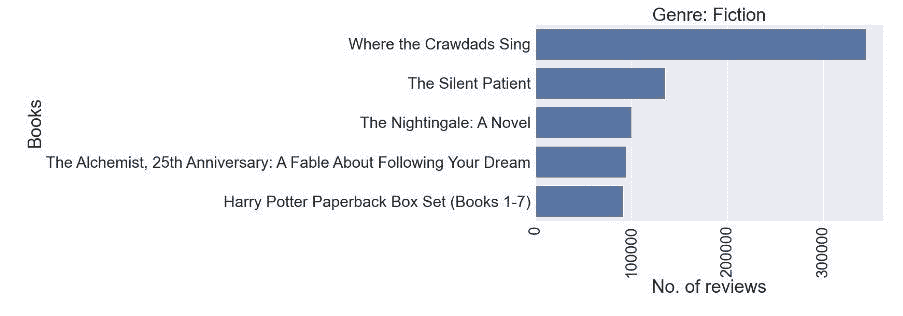 Genre: Fiction
Where the Crawdads Sing
The Silent Patient
The Nightingale: A Novel
The Alchemist, 25th Anniversary: A Fable About Following Your Dream
Harry Potter Paperback Box Set (Books 1-7)
Books
0
100000
200000
300000
No. of reviews